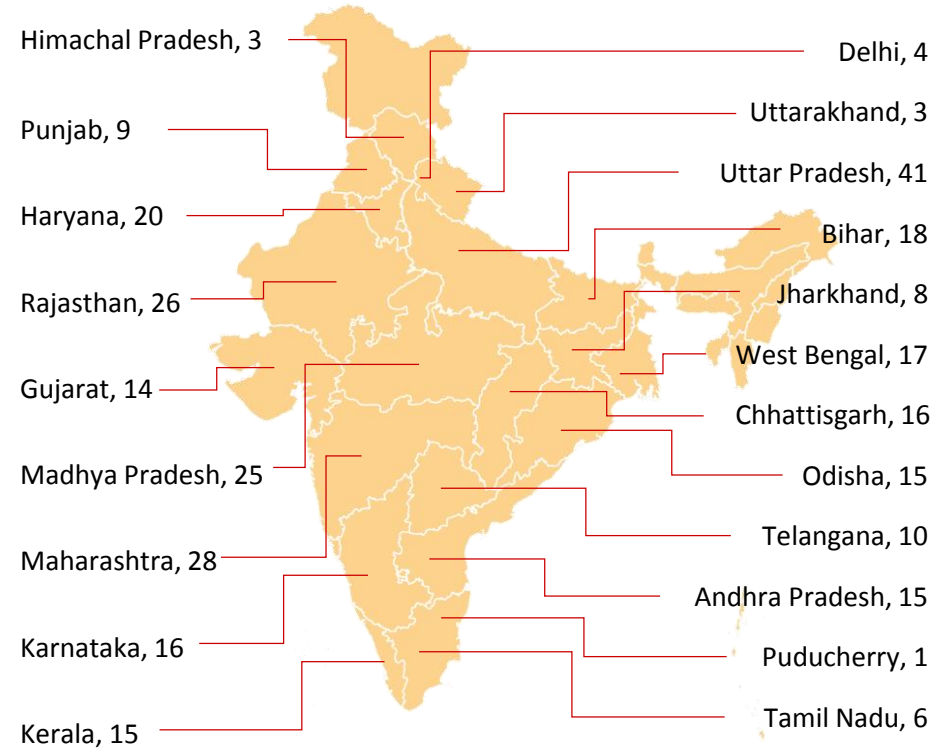 Himachal Pradesh, 3
Punjab, 9
Haryana, 20
Rajasthan, 26
Gujarat, 14
Madhya Pradesh, 25
Maharashtra, 28
Karnataka, 16
Kerala, 15
Delhi, 4
Uttarakhand, 3
Uttar Pradesh, 41
Bihar, 18
Jharkhand, 8
West Bengal, 17
Chhattisgarh, 16
Odisha, 15
Telangana, 10
Andhra Pradesh, 15
Puducherry, 1
Tamil Nadu, 6